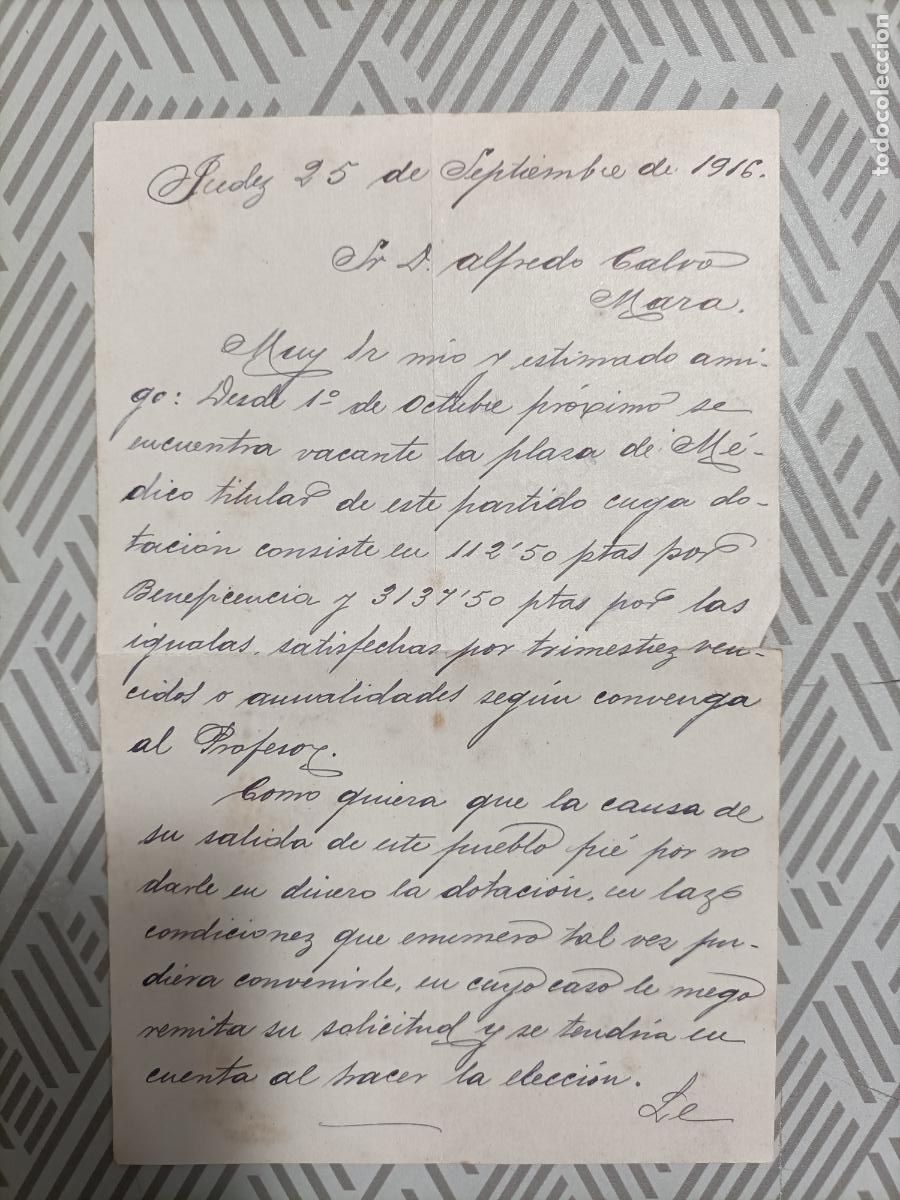 Judez 25 de Septiembre de 1916.
Sr D. Alfredo Calvo
Mara.
Muy Sr mio y estimado ami-
go: Desde 1º de Octubre próximo se
encuentra vacante la plaza de Mé-
dico titular de este partido cuya do-
tación consiste en 112'50 ptas por
Beneficencia y 3137'50 ptas por las
igualas, satisfechas por trimestrez ven-
cidos o anualidades según convenga
al Profesor.
Como quiera que la causa de
su salida de este pueblo fué por no
darle en dinero la dotación, en laz
condicionez que enumero tal vez pu-
diera convenirle, en cuyo caso le ruego
remita su solicitud y se tendría en
cuenta al hacer la elección.
Le
todocoleccion